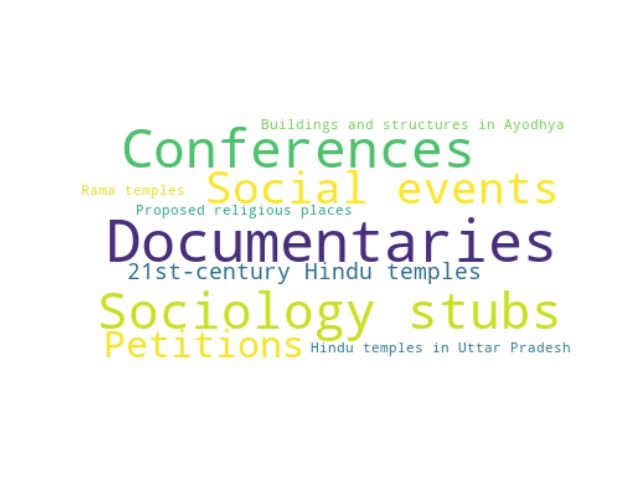 Buildings and structures in Ayodhya
Conferences
Rama temples
Social events
Proposed religious places
Documentaries
21st-century Hindu temples
Sociology stubs
Petitions
Hindu temples in Uttar Pradesh